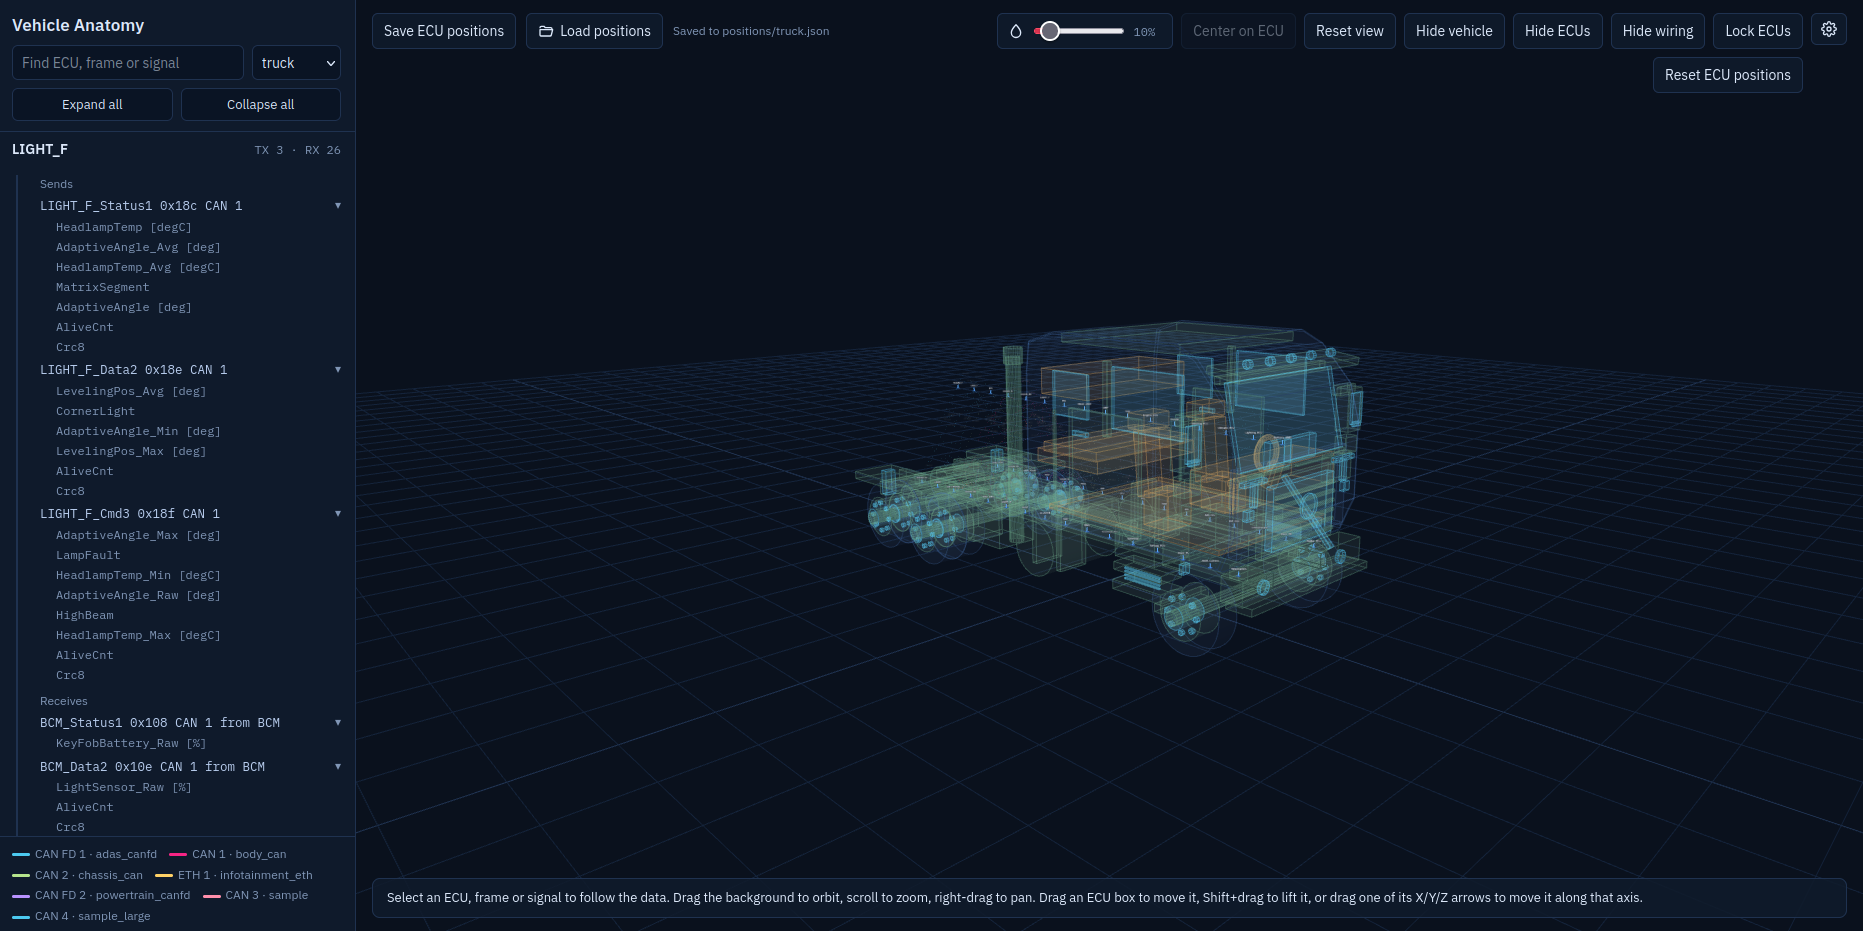 Vehicle Anatomy
Find ECU, frame or signal
truck
Expand all
Collapse all
LIGHT_F
TX 3 · RX 26
Sends
LIGHT_F_Status1 0x18c CAN 1
HeadlampTemp [degC]
AdaptiveAngle_Avg [deg]
HeadlampTemp_Avg [degC]
MatrixSegment
AdaptiveAngle [deg]
AliveCnt
Crc8
LIGHT_F_Data2 0x18e CAN 1
LevelingPos_Avg [deg]
CornerLight
AdaptiveAngle_Min [deg]
LevelingPos_Max [deg]
AliveCnt
Crc8
LIGHT_F_Cmd3 0x18f CAN 1
AdaptiveAngle_Max [deg]
LampFault
HeadlampTemp_Min [degC]
AdaptiveAngle_Raw [deg]
HighBeam
HeadlampTemp_Max [degC]
AliveCnt
Crc8
Receives
BCM_Status1 0x108 CAN 1 from BCM
KeyFobBattery_Raw [%]
BCM_Data2 0x10e CAN 1 from BCM
LightSensor_Raw [%]
AliveCnt
Crc8
CAN FD 1 · adas_canfd
CAN 1 · body_can
CAN 2 · chassis_can
ETH 1 · infotainment_eth
CAN FD 2 · powertrain_canfd
CAN 3 · sample
CAN 4 · sample_large
Save ECU positions
Load positions
Saved to positions/truck.json
10%
Center on ECU
Reset view
Hide vehicle
Hide ECUs
Hide wiring
Lock ECUs
Reset ECU positions
Select an ECU, frame or signal to follow the data. Drag the background to orbit, scroll to zoom, right-drag to pan. Drag an ECU box to move it, Shift+drag to lift it, or drag one of its X/Y/Z arrows to move it along that axis.